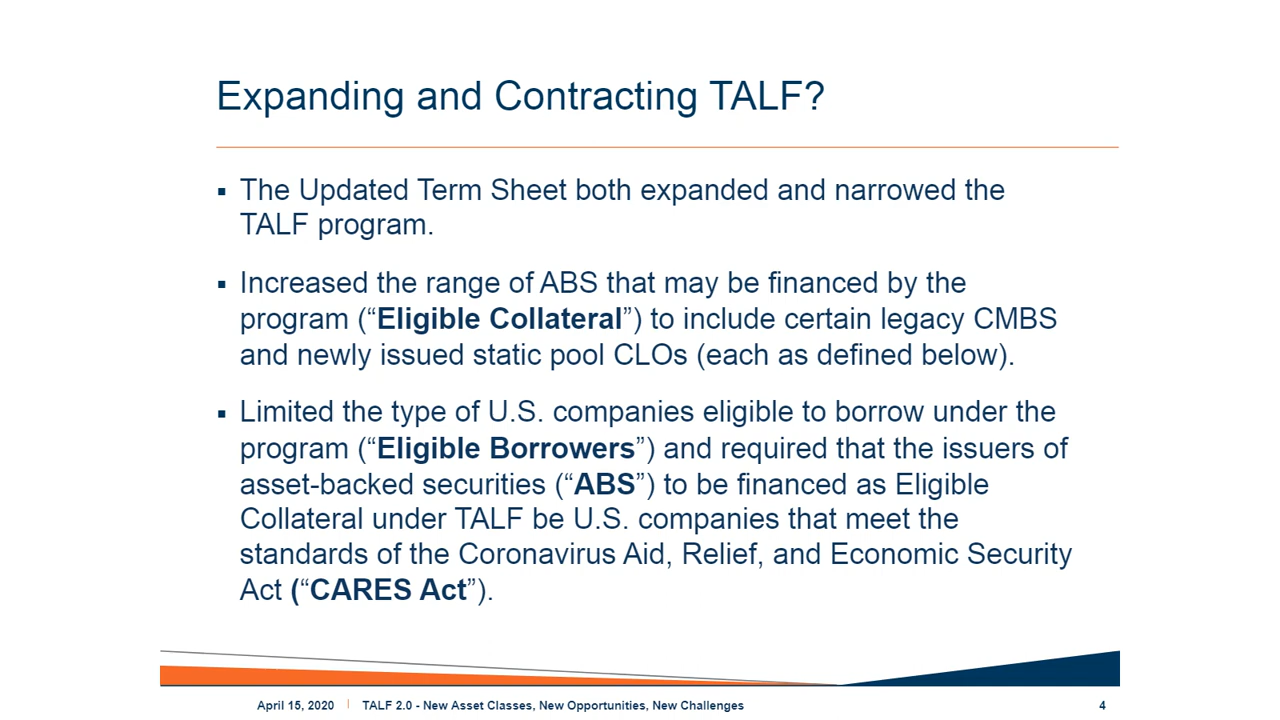 Expanding and Contracting TALF?
▪ The Updated Term Sheet both expanded and narrowed the
TALF program.
▪ Increased the range of ABS that may be financed by the
program (“Eligible Collateral”) to include certain legacy CMBS
and newly issued static pool CLOs (each as defined below).
▪ Limited the type of U.S. companies eligible to borrow under the
program (“Eligible Borrowers”) and required that the issuers of
asset-backed securities (“ABS”) to be financed as Eligible
Collateral under TALF be U.S. companies that meet the
standards of the Coronavirus Aid, Relief, and Economic Security
Act (“CARES Act”).
April 15, 2020 | TALF 2.0 - New Asset Classes, New Opportunities, New Challenges 4